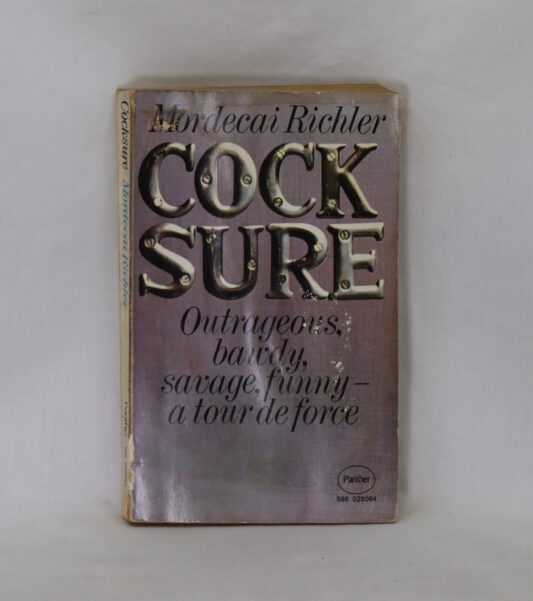 Mordecai Richler
COCK
SURE
Outrageous,
bawdy,
savage, funny –
a tour de force
Panther
586 028064
Cocksure Mordecai Richler